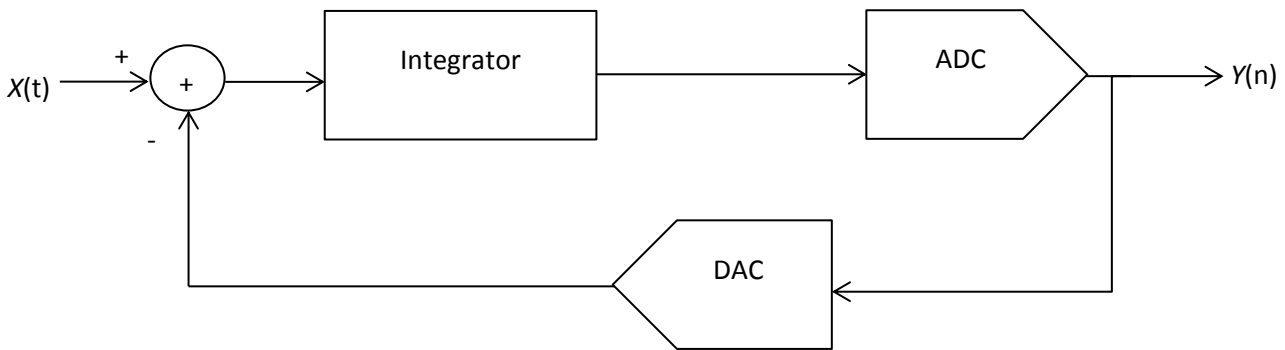 +
X(t)
+
Integrator
ADC
Y(n)
-
DAC